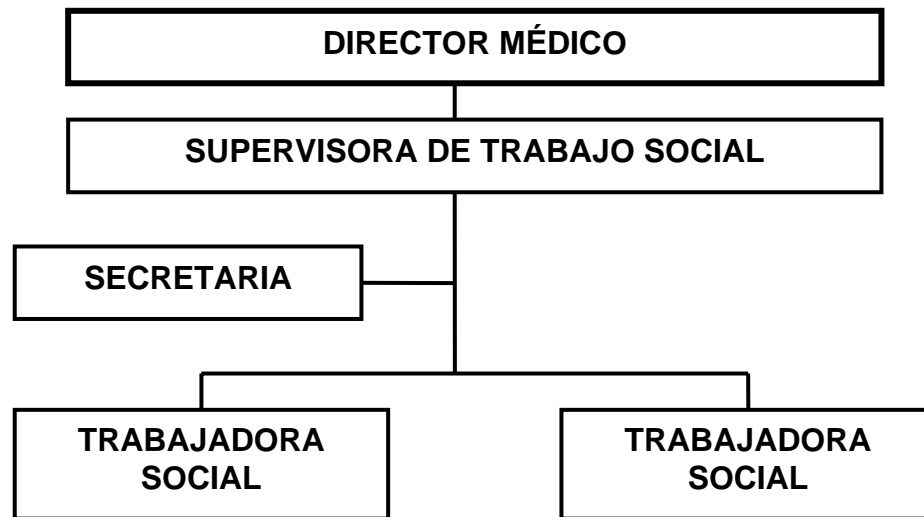 DIRECTOR MÉDICO
SUPERVISORA DE TRABAJO SOCIAL
SECRETARIA
TRABAJADORA
SOCIAL
TRABAJADORA
SOCIAL